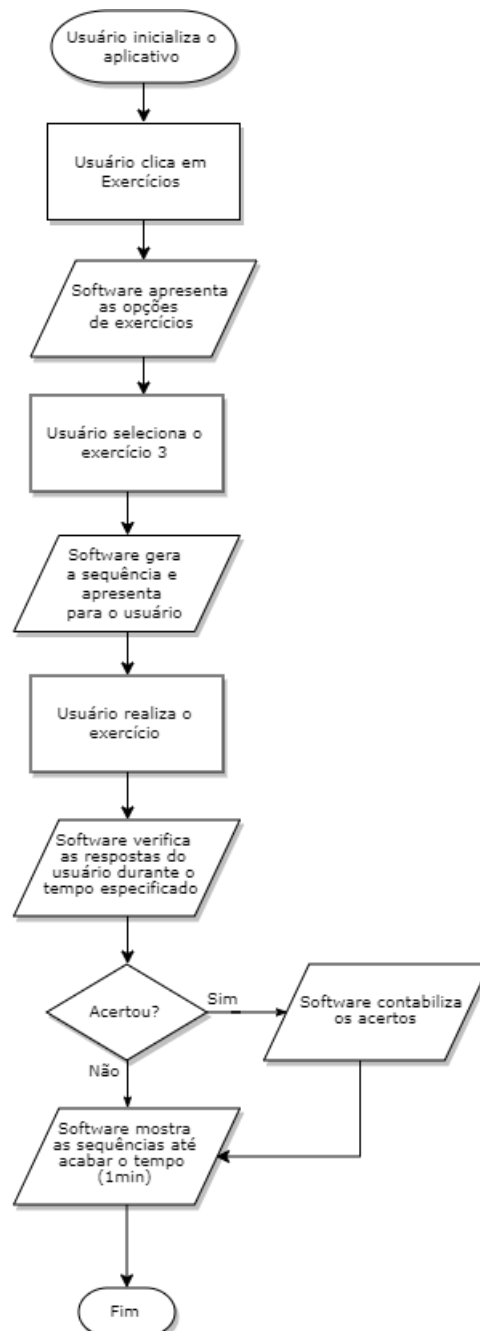 Usuário inicializa o
aplicativo
Usuário clica em
Exercícios
Software apresenta
as opções
de exercícios
Usuário seleciona o
exercício 3
Software gera
a sequência e
apresenta
para o usuário
Usuário realiza o
exercício
Software verifica
as respostas do
usuário durante o
tempo especificado
Acertou?
Sim
Software contabiliza
os acertos
Não
Software mostra
as sequências até
acabar o tempo
(1min)
Fim